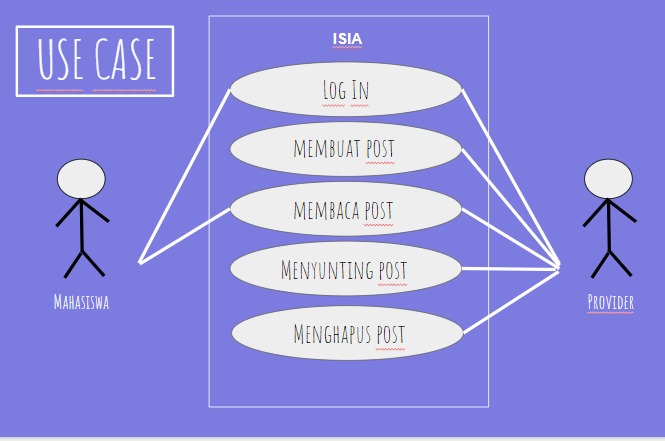 USE CASE
ISIA
LOG IN
MEMBUAT POST
MEMBACA POST
MENYUNTING POST
MENGHAPUS POST
MAHASISWA
PROVIDER